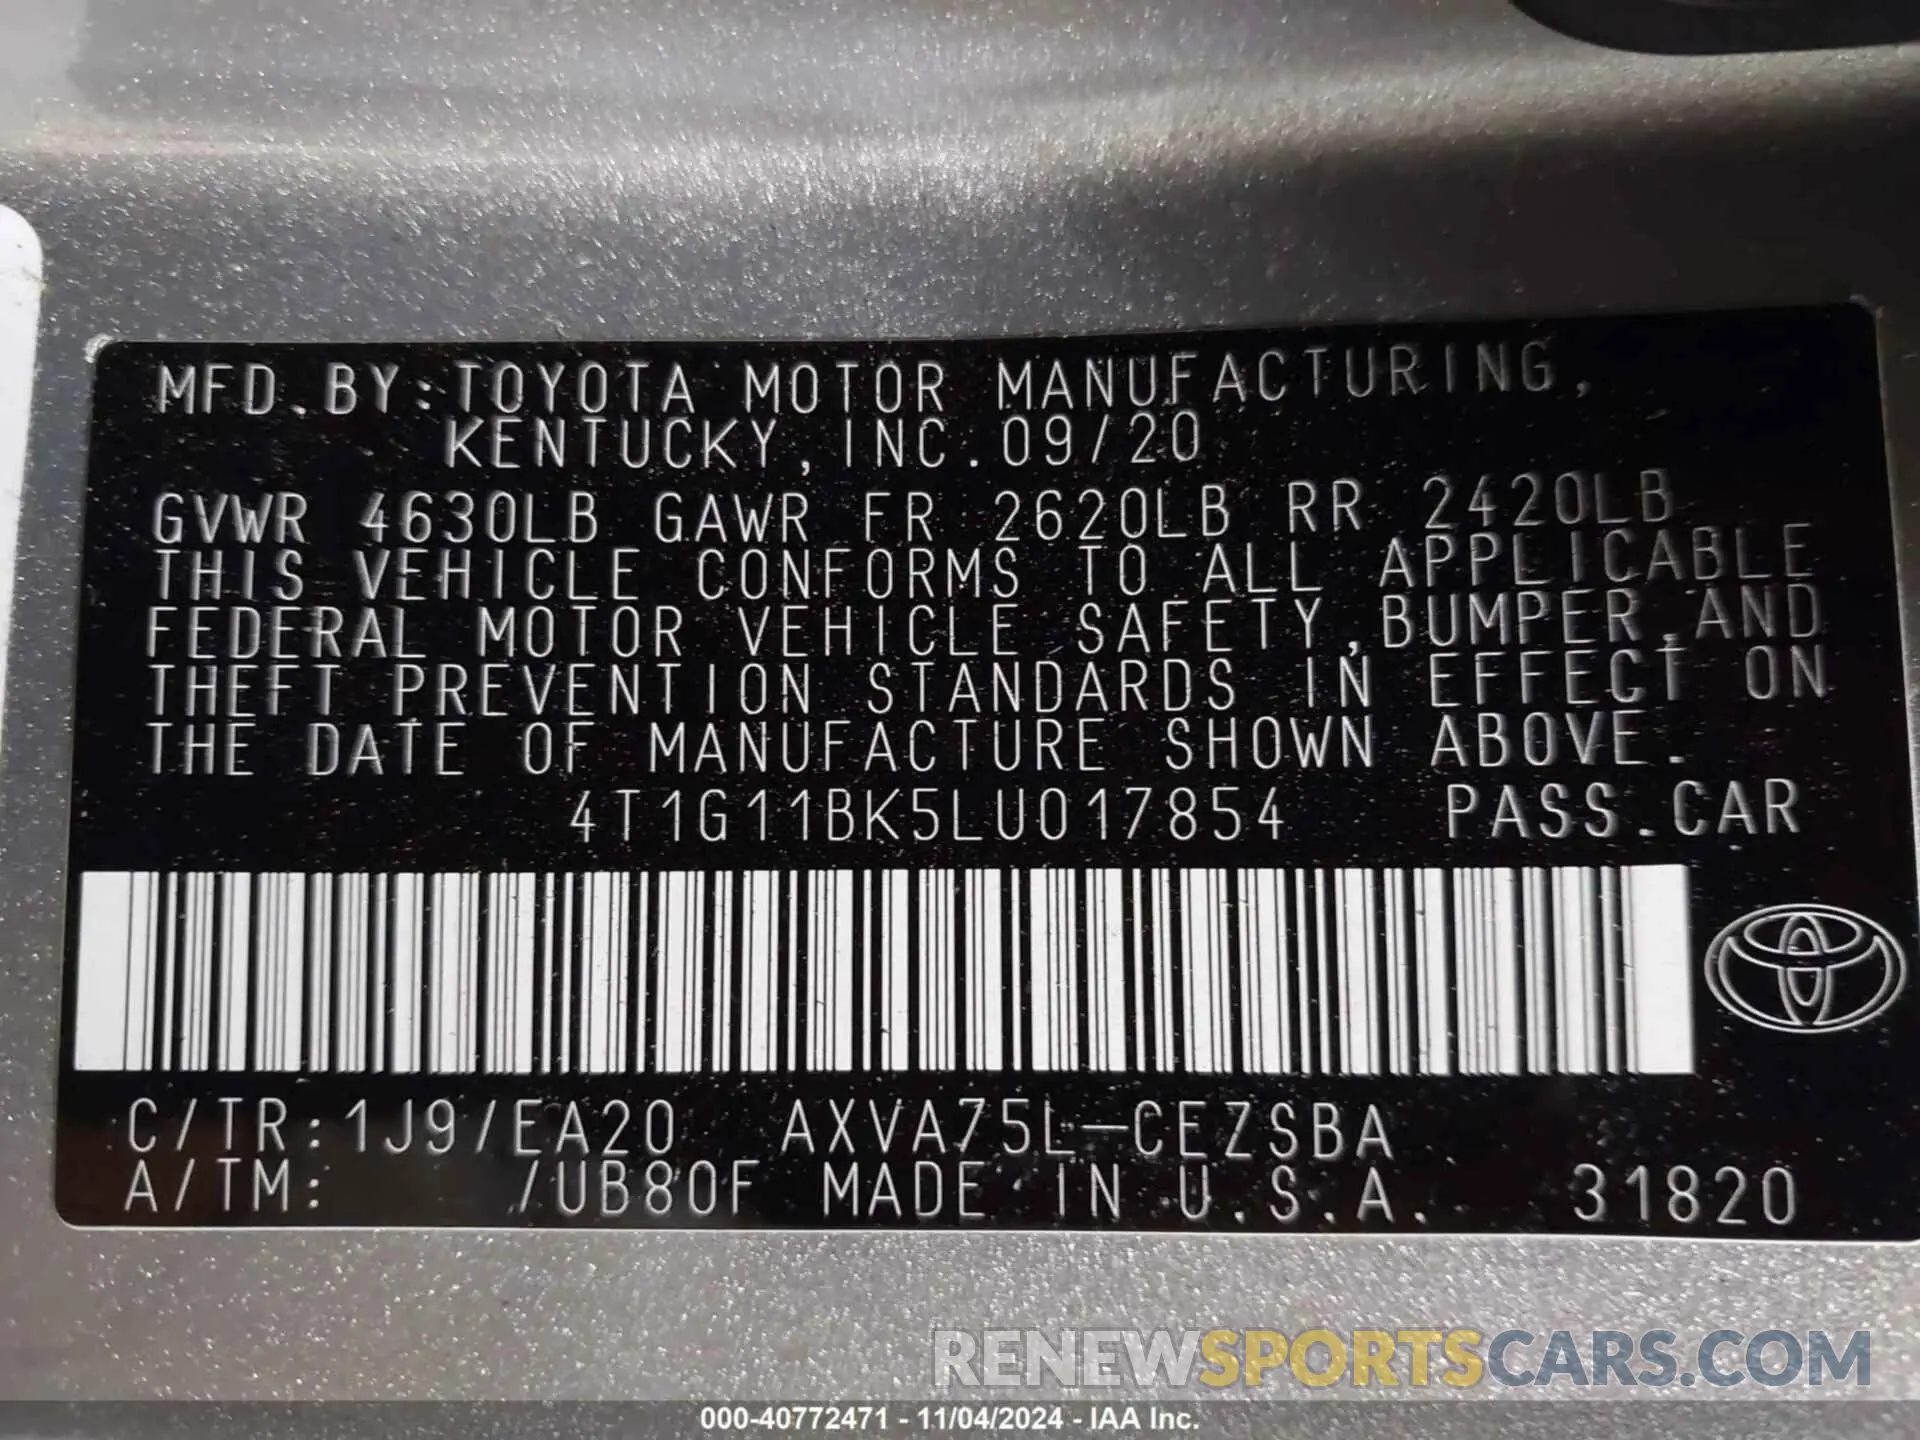 MFD.BY:TOYOTA MOTOR MANUFACTURING,
KENTUCKY, INC. 09/20
GVWR 4630LB GAWR FR 2620LB RR 2420LB
THIS VEHICLE CONFORMS TO ALL APPLICABLE
FEDERAL MOTOR VEHICLE SAFETY,BUMPER,AND
THEFT PREVENTION STANDARDS IN EFFECT ON
THE DATE OF MANUFACTURE SHOWN ABOVE.
4T1G11BK5LU017854 PASS.CAR
C/TR:1J9/EA20 AXVA75L-CEZSBA
A/TM: /UB80F MADE IN U.S.A. 31820
RENEWSPORTSCARS.COM
000-40772471 - 11/04/2024 - IAA Inc.